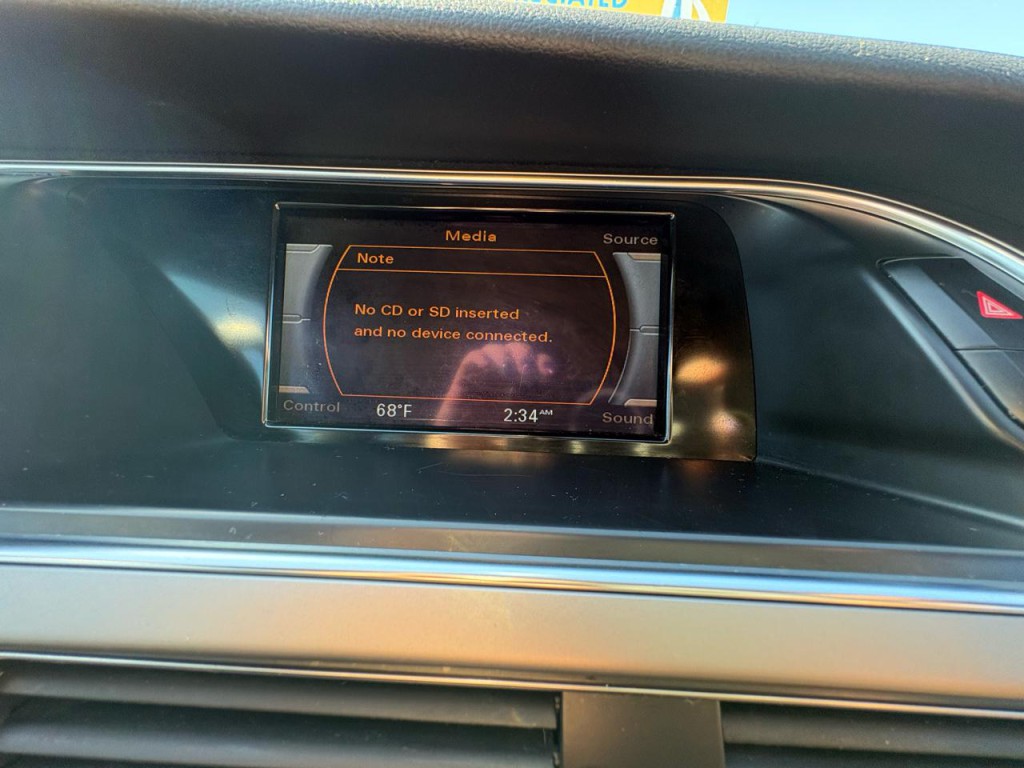 Media
Source
Note
No CD or SD inserted
and no device connected.
Control
68°F
2:34AM
Sound